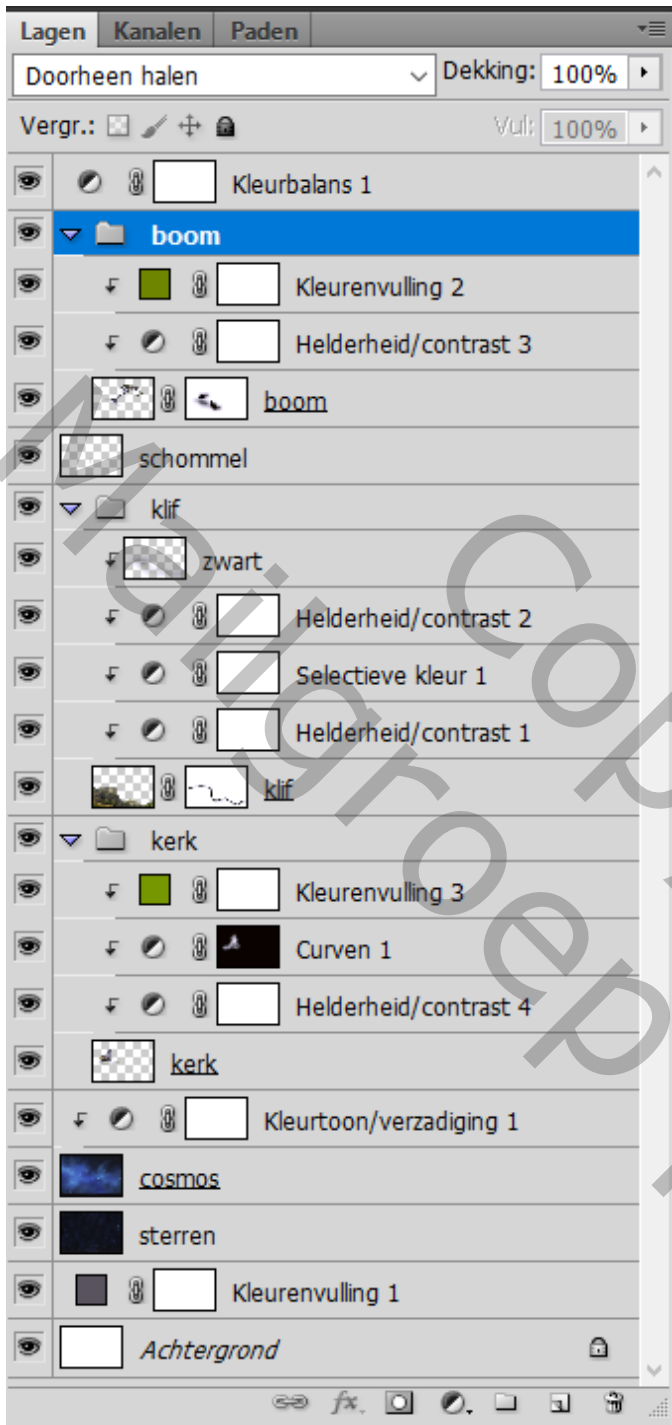 Lagen Kanalen Paden
Doorheen halen Dekking: 100%
Vergr.: Vul: 100%
Kleurbalans 1
boom
Kleurenvulling 2
Helderheid/contrast 3
boom
schommel
klif
zwart
Helderheid/contrast 2
Selectieve kleur 1
Helderheid/contrast 1
klif
kerk
Kleurenvulling 3
Curven 1
Helderheid/contrast 4
kerk
Kleurtoon/verzadiging 1
cosmos
sterren
Kleurenvulling 1
Achtergrond
fx.